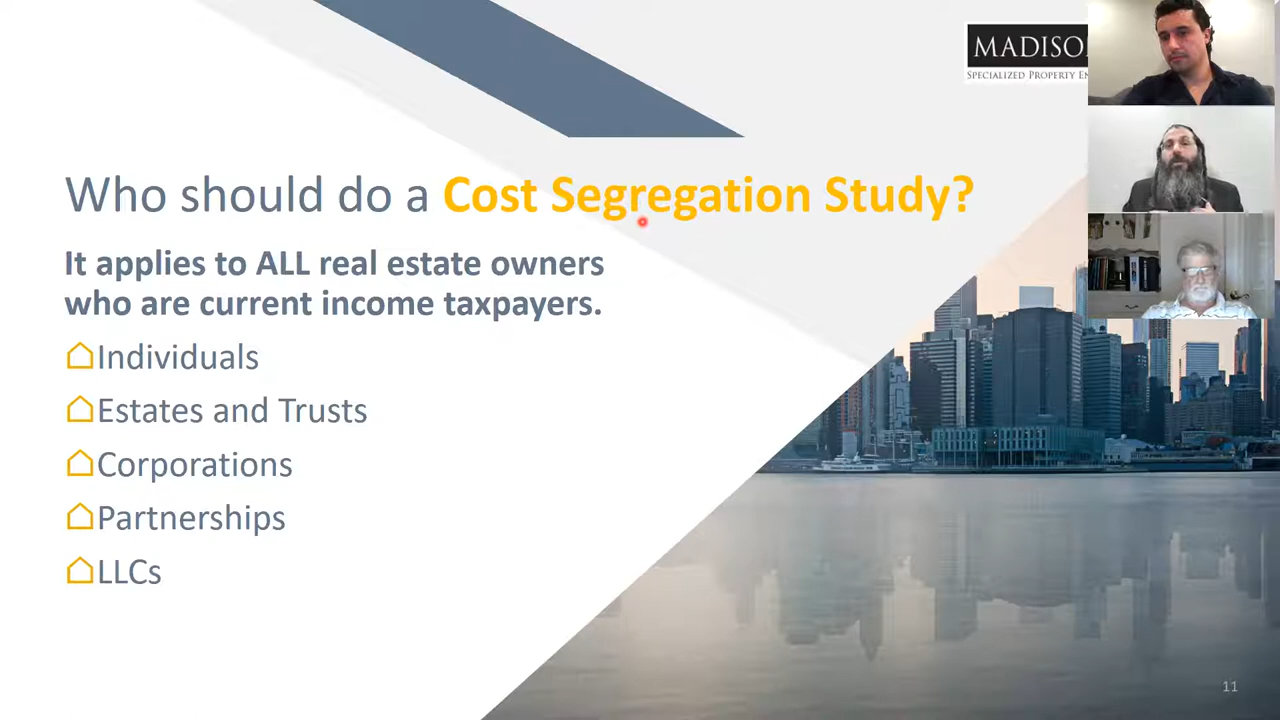 MADISO
SPECIALIZED PROPERTY EN
Who should do a Cost Segregation Study?
It applies to ALL real estate owners
who are current income taxpayers.
Individuals
Estates and Trusts
Corporations
Partnerships
LLCs
11